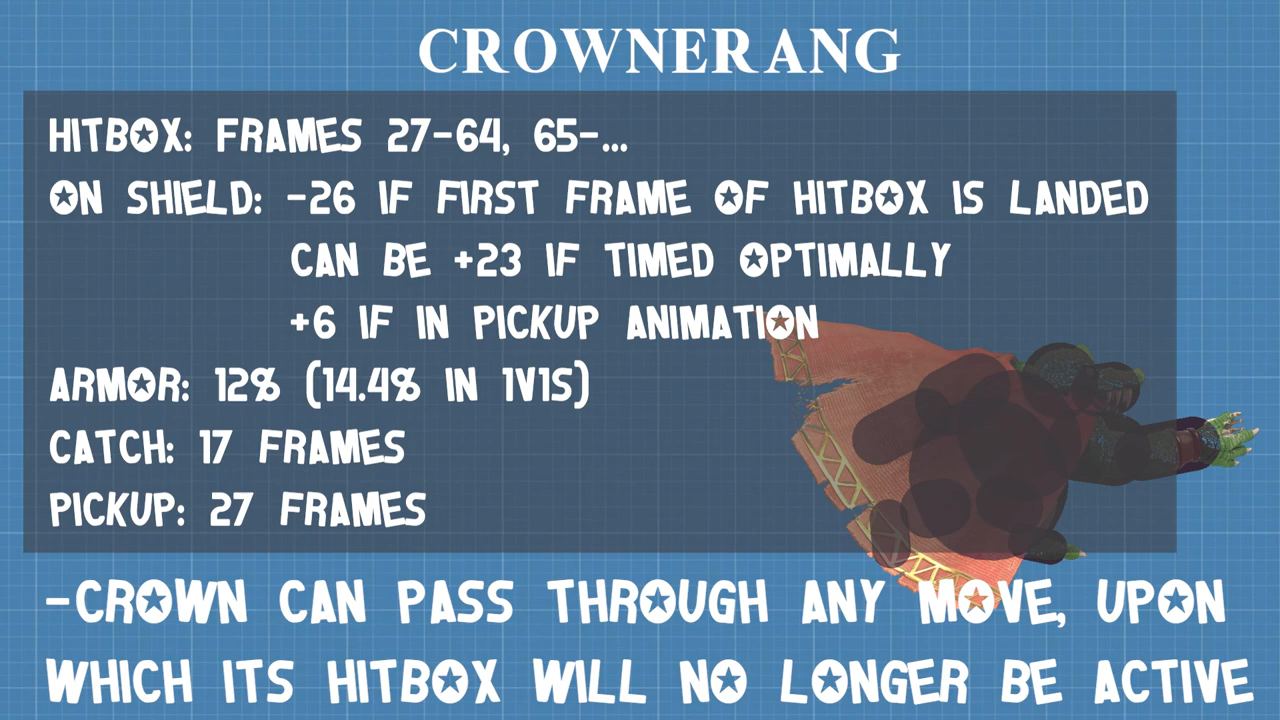 CROWNERANG
HITBOX: FRAMES 27-64, 65-...
ON SHIELD: -26 IF FIRST FRAME OF HITBOX IS LANDED
CAN BE +23 IF TIMED OPTIMALLY
+6 IF IN PICKUP ANIMATION
ARMOR: 12% (14.4% IN 1V1S)
CATCH: 17 FRAMES
PICKUP: 27 FRAMES
-CROWN CAN PASS THROUGH ANY MOVE, UPON
WHICH ITS HITBOX WILL NO LONGER BE ACTIVE